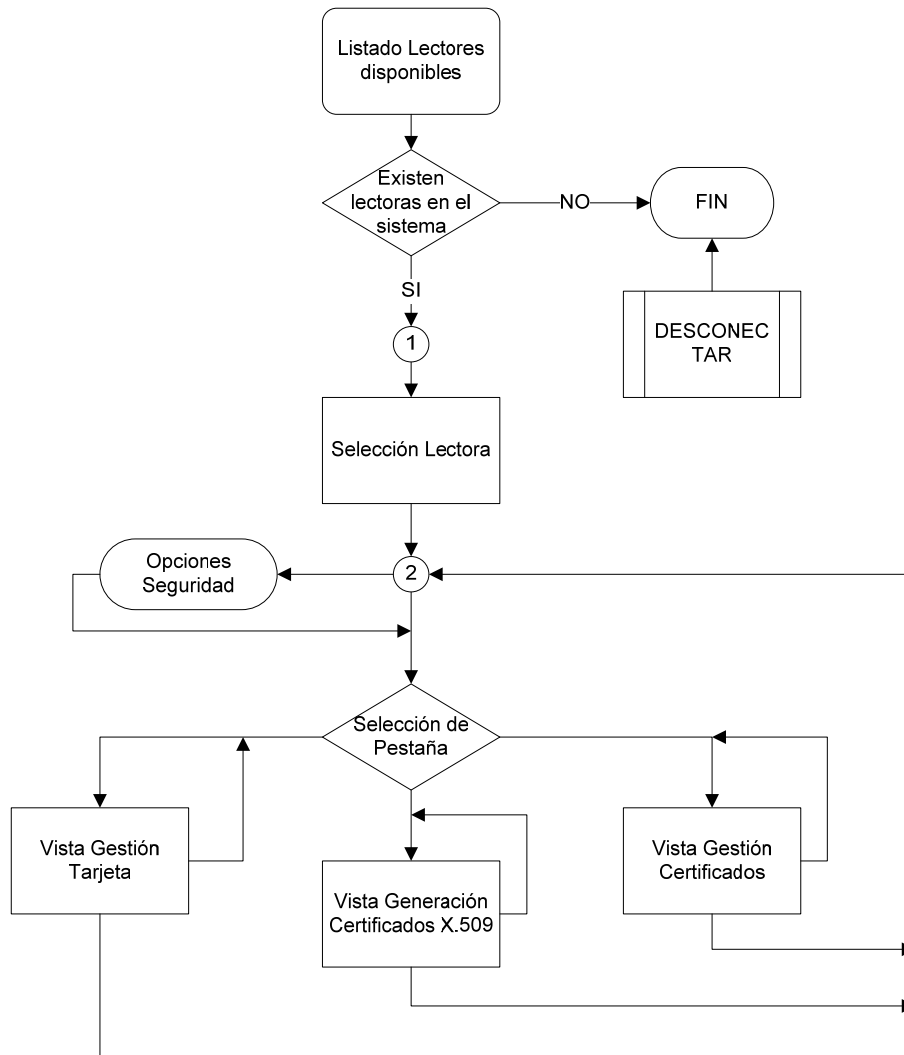 Listado Lectores
disponibles
Existen
lectoras en el
sistema
NO
FIN
SI
DESCONEC
TAR
1
Selección Lectora
Opciones
Seguridad
2
Selección de
Pestaña
Vista Gestión
Tarjeta
Vista Generación
Certificados X.509
Vista Gestión
Certificados